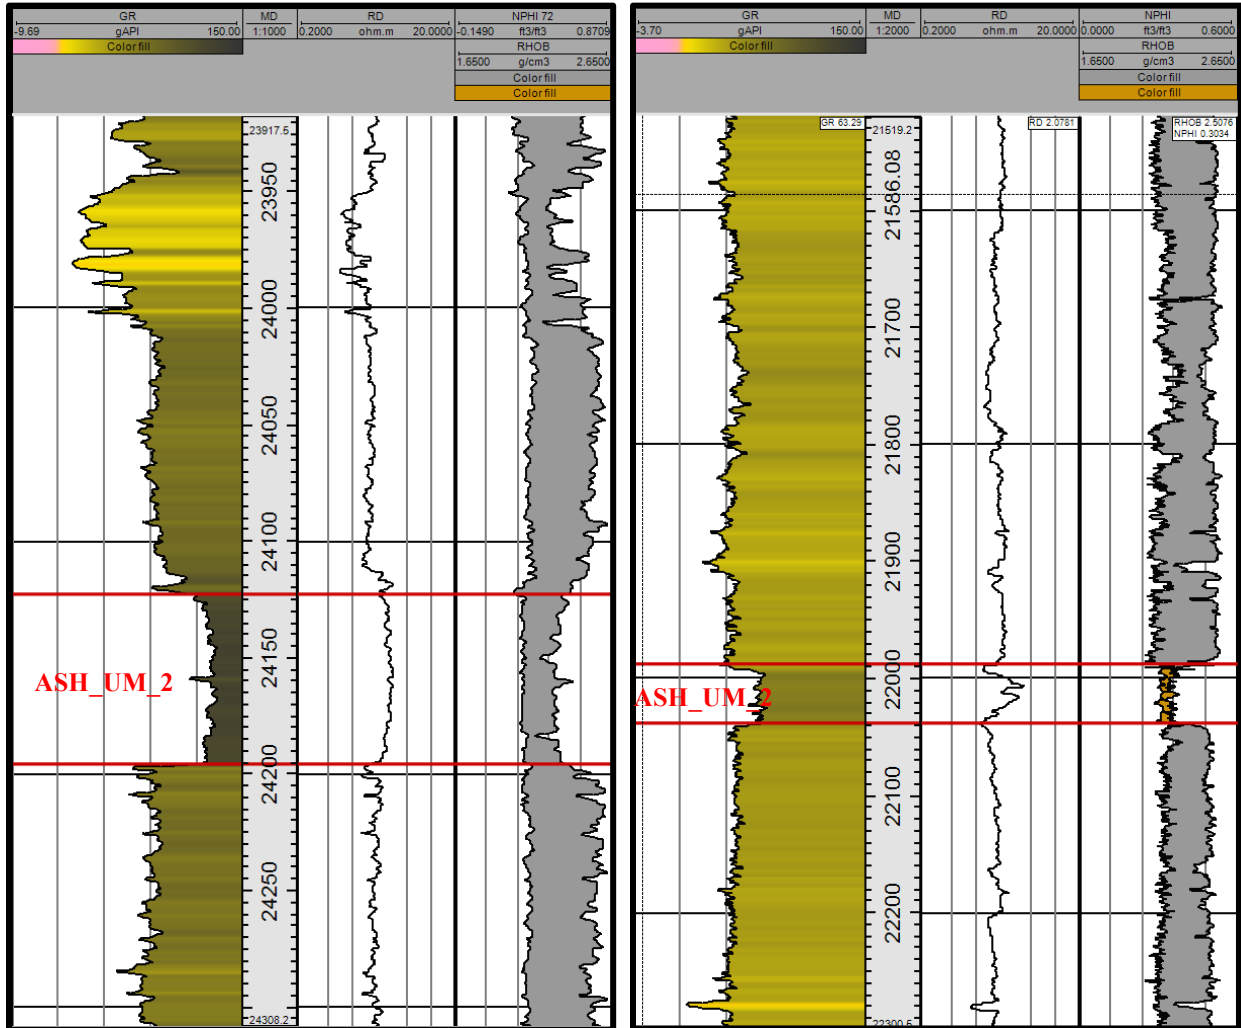 GR MD RD NPHI 72
-9.69 gAPI 150.00 1:1000 0.2000 ohm.m 20.0000 -0.1490 ft3/ft3 0.8709
Color fill RHOB
1.6500 g/cm3 2.6500
Color fill
Color fill
23917.5
23950
24000
24050
24100
24150
ASH_UM_2
24200
24250
24308.2
GR MD RD NPHI
-3.70 gAPI 150.00 1:2000 0.2000 ohm.m 20.0000 0.0000 ft3/ft3 0.6000
Color fill RHOB
1.6500 g/cm3 2.6500
Color fill
Color fill
GR 63.29 21519.2 RD 2.0781 RHOB 2.5076
NPHI 0.3034
21586.08
21700
21800
21900
22000
ASH_UM_2
22100
22200
22300.5